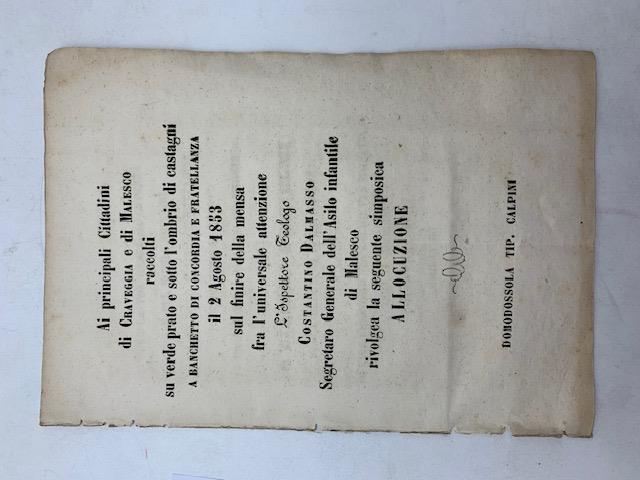 Ai principali Cittadini
di CRAVEGGIA e di MALESCO
raccolti
su verde prato e sotto l'ombrio di castagni
A BANCHETTO DI CONCORDIA E FRATELLANZA
il 2 Agosto 1853
sul finire della mensa
fra l'universale attenzione
L'Ispettore Teologo
COSTANTINO DALMASSO
Segretaro Generale dell'Asilo infantile
di Malesco
rivolgea la seguente simposica
ALLOCUZIONE
DOMODOSSOLA TIP. CALPINI